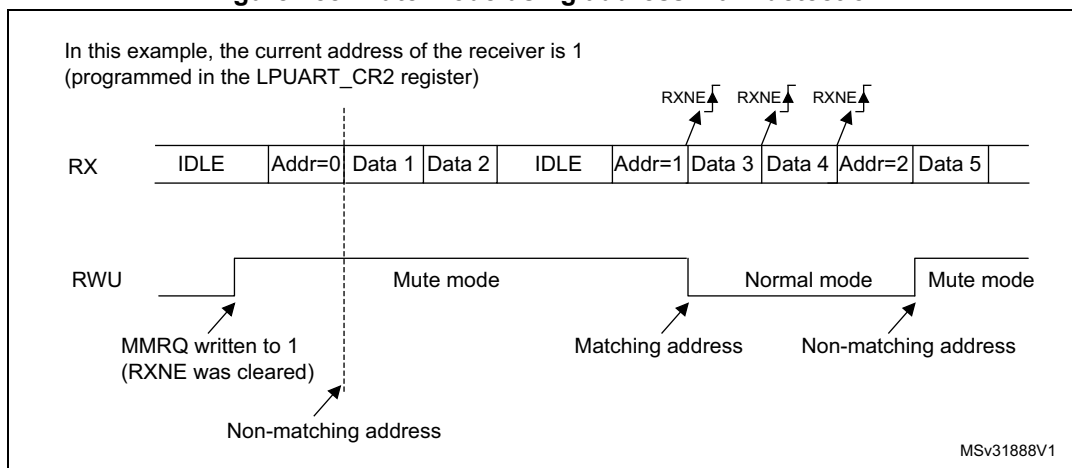 In this example, the current address of the receiver is 1
(programmed in the LPUART_CR2 register)
RXNE RXNE RXNE
RX IDLE Addr=0 Data 1 Data 2 IDLE Addr=1 Data 3 Data 4 Addr=2 Data 5
RWU Mute mode Normal mode Mute mode
MMRQ written to 1
(RXNE was cleared)
Matching address Non-matching address
Non-matching address
MSv31888V1